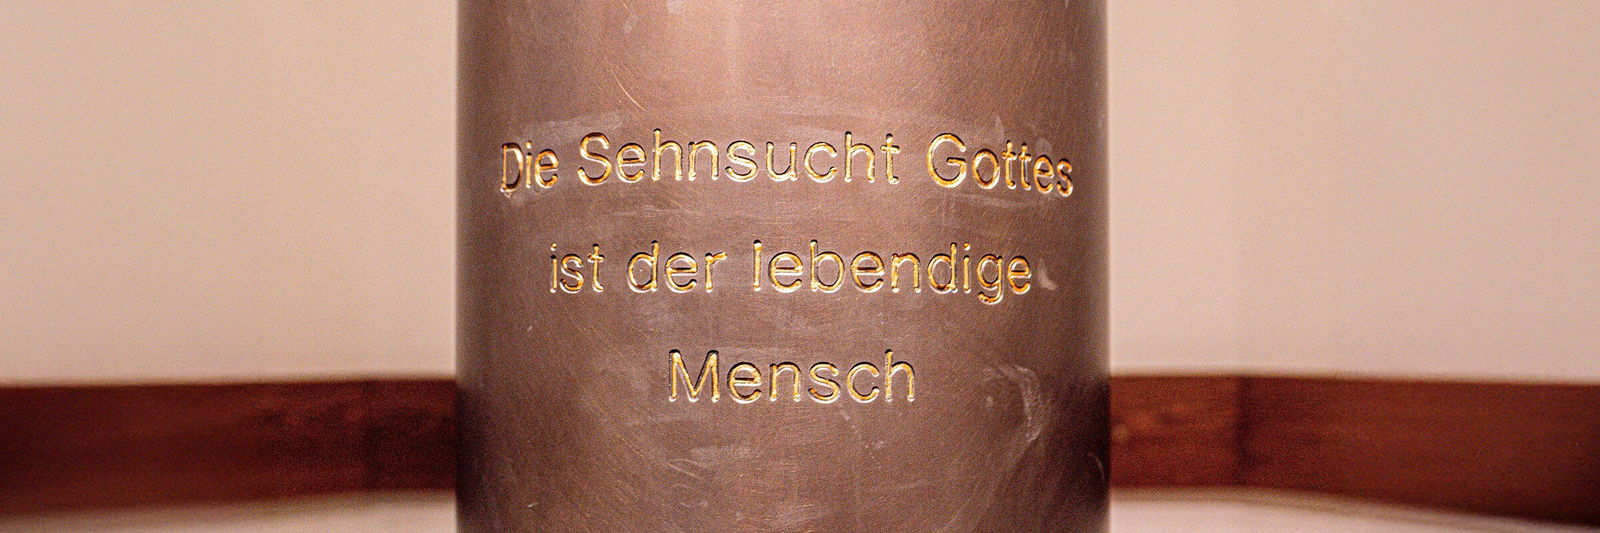 Die Sehnsucht Gottes
ist der lebendige
Mensch